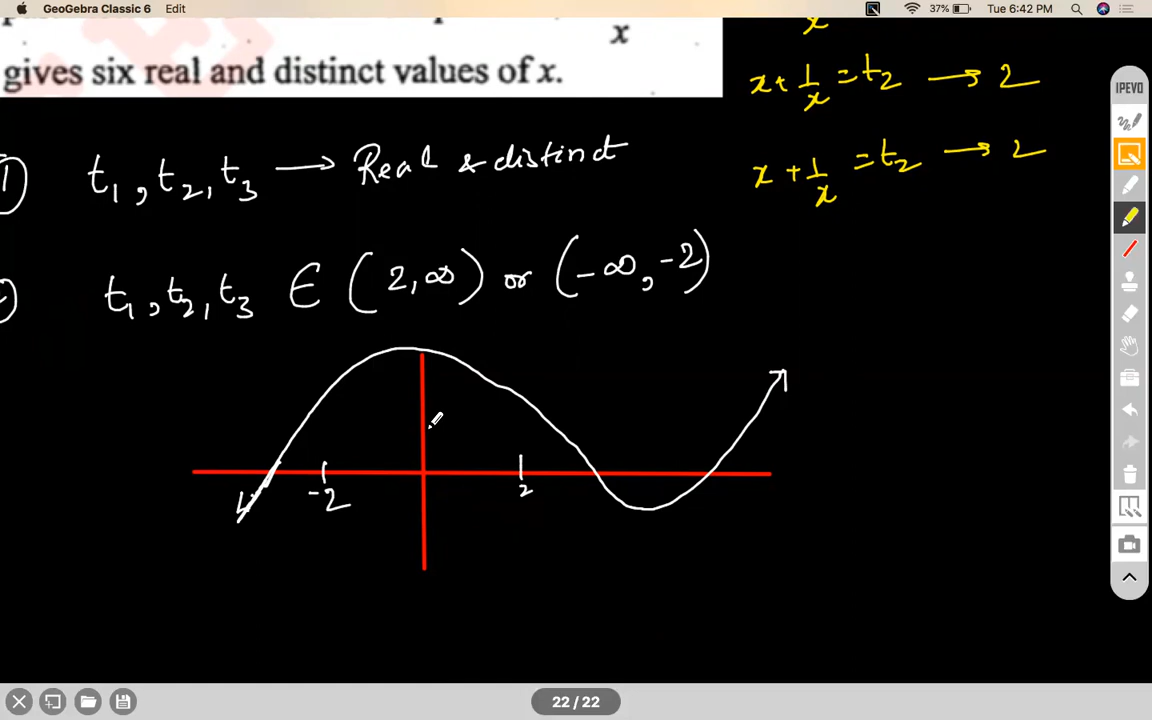 GeoGebra Classic 6 Edit 37% Tue 6:42 PM
x
gives six real and distinct values of x.
x
x + 1/x = t₂ → 2
x + 1/x = t₂ → 2
IPEVO
1) t₁, t₂, t₃ → Real & distinct
t₁, t₂, t₃ ∈ (2, ∞) or (-∞, -2)
-2 2
22 / 22